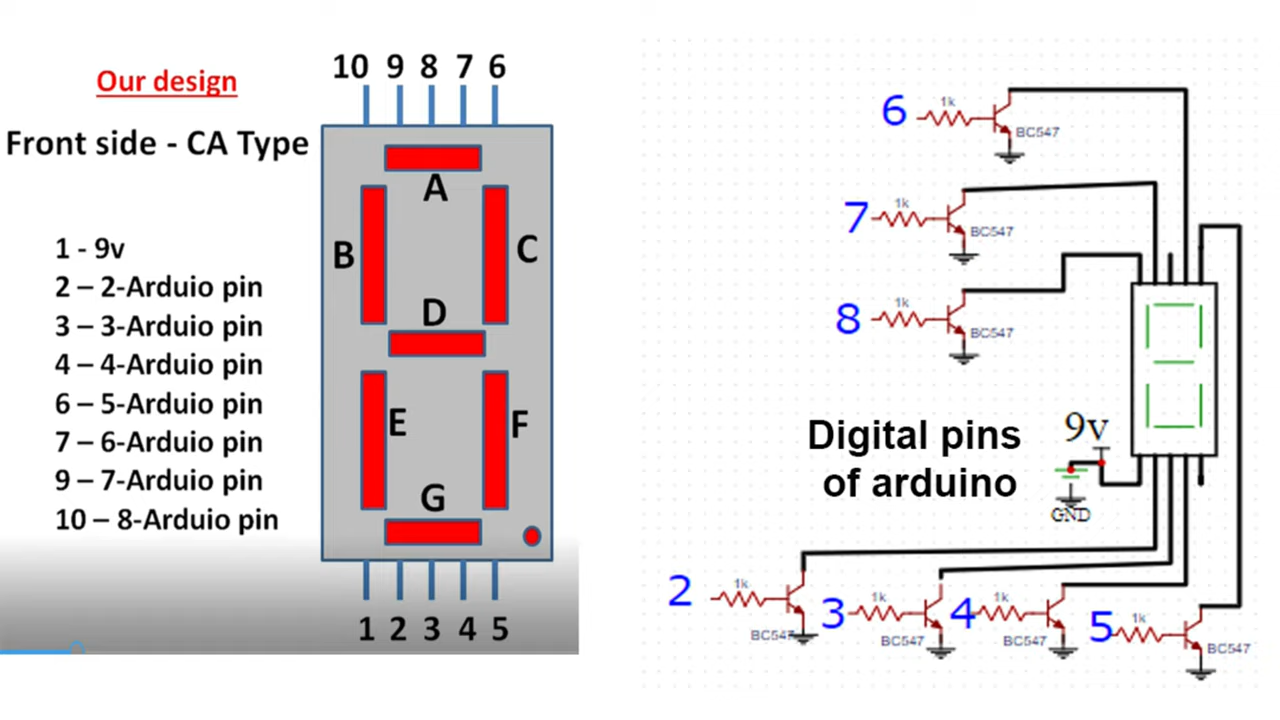 Our design
Front side - CA Type
1 - 9v
2 – 2-Arduio pin
3 – 3-Arduio pin
4 – 4-Arduio pin
6 – 5-Arduio pin
7 – 6-Arduio pin
9 – 7-Arduio pin
10 – 8-Arduio pin
10 9 8 7 6
A
B
C
D
E
F
G
1 2 3 4 5
6
1k
BC547
7
1k
BC547
8
1k
BC547
Digital pins
of arduino
9v
GND
2
1k
BC547
3
1k
BC547
4
1k
BC547
5
1k
BC547